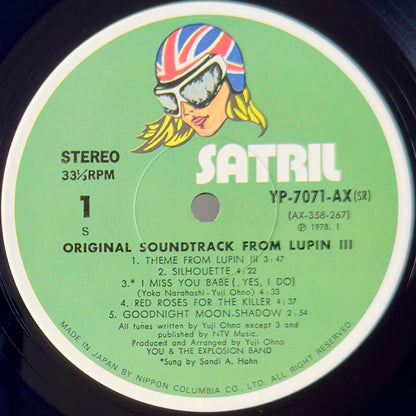 SATRIL
STEREO
33⅓RPM
1
S
YP-7071-AX(SR)
(AX-358-267)
Ⓟ 1978. 1
ORIGINAL SOUNDTRACK FROM LUPIN III
1. THEME FROM LUPIN III 3:47
2. SILHOUETTE 4:22
3.* I MISS YOU BABE (YES, I DO)
(Yoko Narahashi - Yuji Ohno) 4:33
4. RED ROSES FOR THE KILLER 4:37
5. GOODNIGHT MOON-SHADOW 2:54
All tunes written by Yuji Ohno except 3 and
published by NTV Music.
Produced and Arranged by Yuji Ohno
YOU & THE EXPLOSION BAND
*Sung by Sandi A. Hohn
MADE IN JAPAN BY NIPPON COLUMBIA CO. LTD.